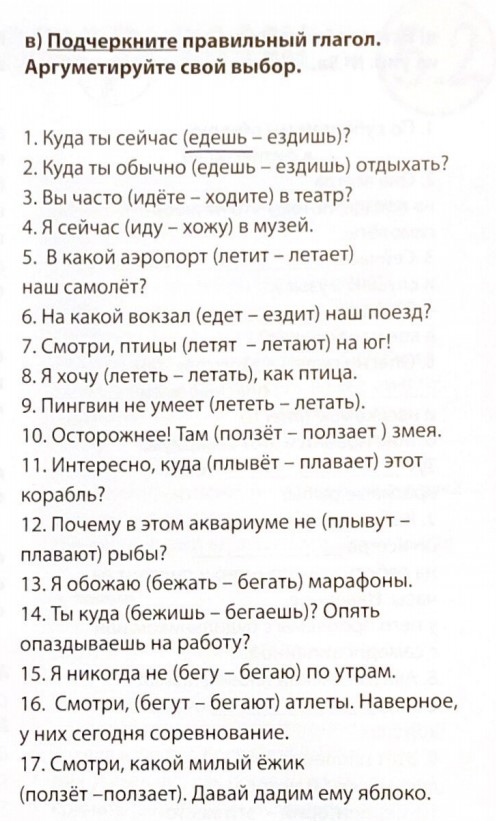 в) Подчеркните правильный глагол.
Аргуметируйте свой выбор.
1. Куда ты сейчас (едешь – ездишь)?
2. Куда ты обычно (едешь – ездишь) отдыхать?
3. Вы часто (идёте – ходите) в театр?
4. Я сейчас (иду – хожу) в музей.
5. В какой аэропорт (летит – летает)
наш самолёт?
6. На какой вокзал (едет – ездит) наш поезд?
7. Смотри, птицы (летят – летают) на юг!
8. Я хочу (лететь – летать), как птица.
9. Пингвин не умеет (лететь – летать).
10. Осторожнее! Там (ползёт – ползает ) змея.
11. Интересно, куда (плывёт – плавает) этот
корабль?
12. Почему в этом аквариуме не (плывут –
плавают) рыбы?
13. Я обожаю (бежать – бегать) марафоны.
14. Ты куда (бежишь – бегаешь)? Опять
опаздываешь на работу?
15. Я никогда не (бегу – бегаю) по утрам.
16. Смотри, (бегут – бегают) атлеты. Наверное,
у них сегодня соревнование.
17. Смотри, какой милый ёжик
(ползёт –ползает). Давай дадим ему яблоко.